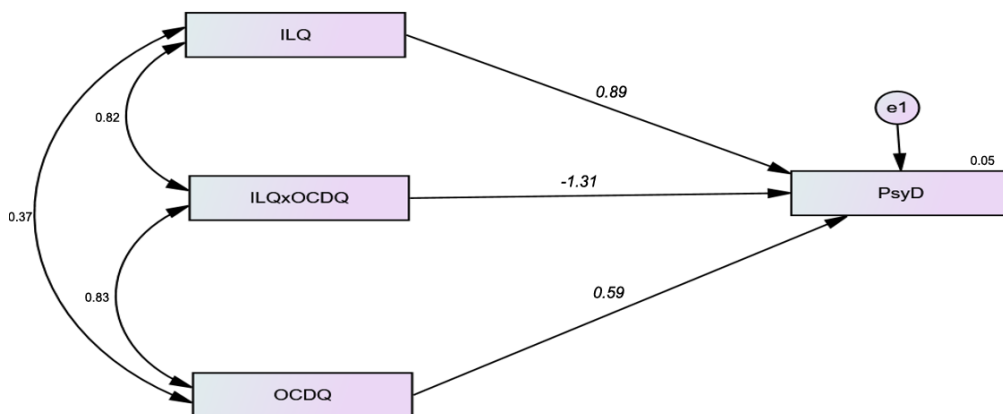 ILQ
0.89
e1
0.82
0.05
ILQxOCDQ
-1.31
PsyD
0.37
0.83
0.59
OCDQ